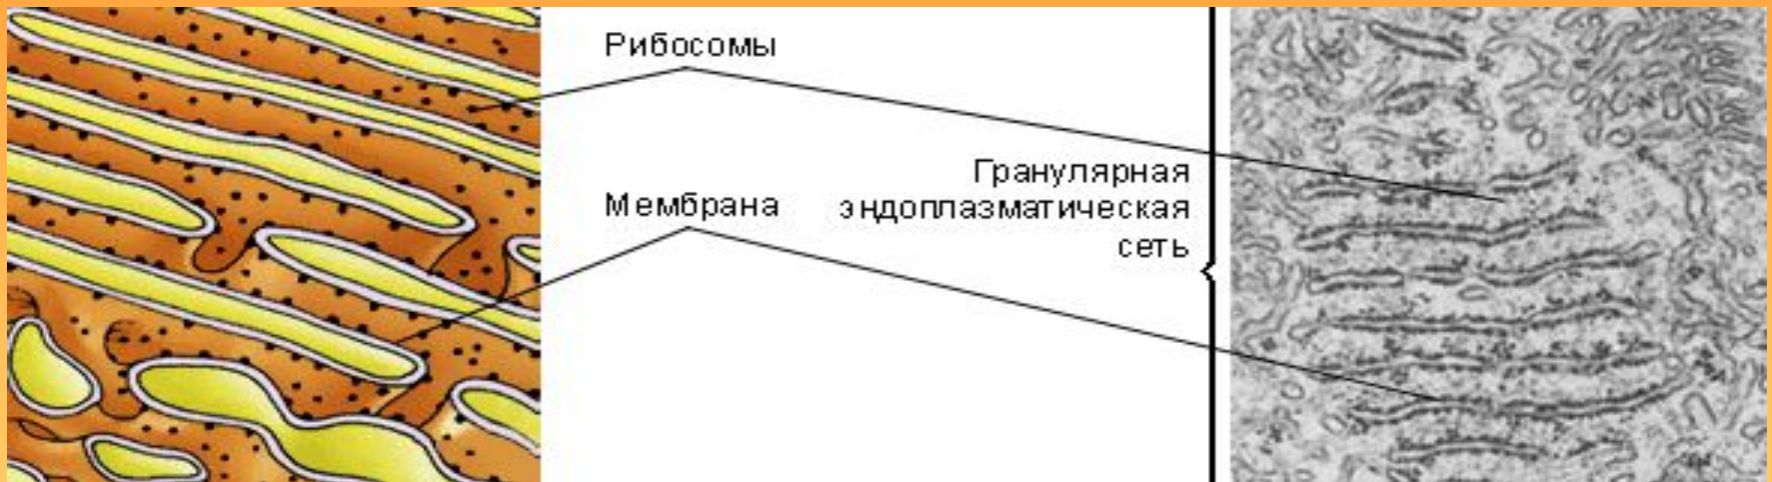 Рибосомы
Гранулярная
Мембрана
эндоплазматическая
сеть